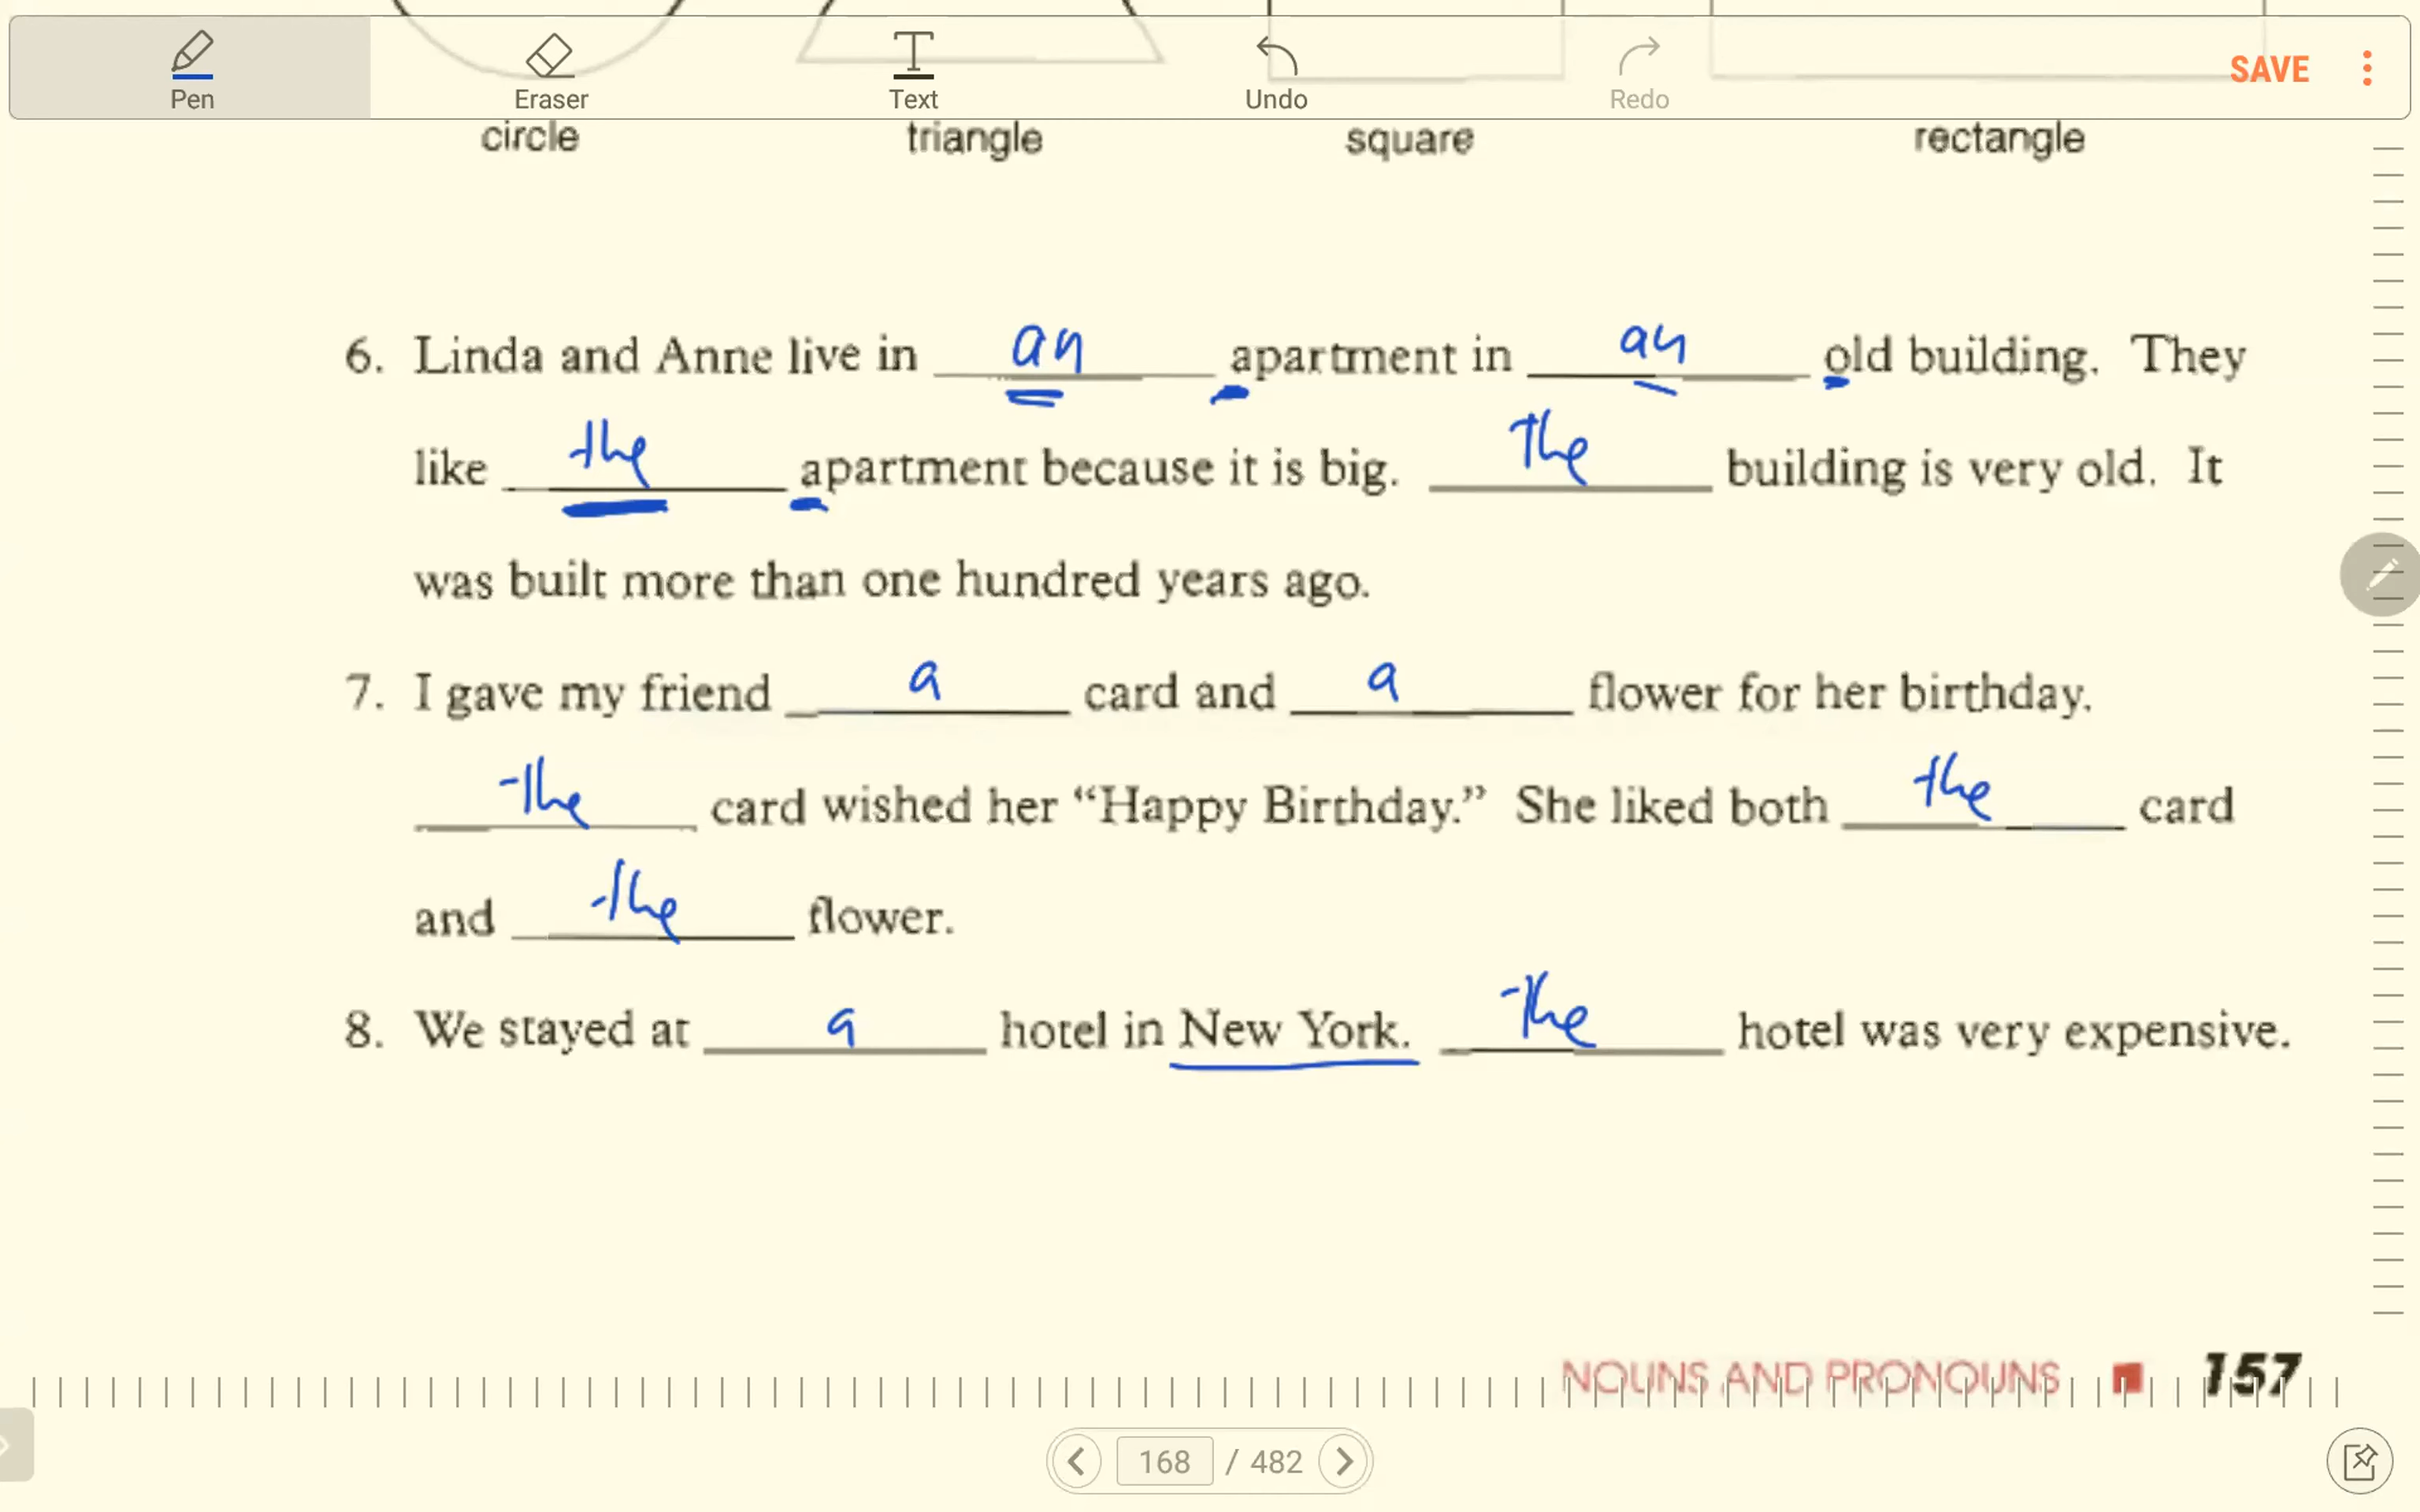 Pen Eraser Text Undo Redo SAVE
circle triangle square rectangle
6. Linda and Anne live in an apartment in an old building. They
like the apartment because it is big. The building is very old. It
was built more than one hundred years ago.
7. I gave my friend a card and a flower for her birthday.
The card wished her “Happy Birthday.” She liked both the card
and the flower.
8. We stayed at a hotel in New York. The hotel was very expensive.
NOUNS AND PRONOUNS 157
168 / 482